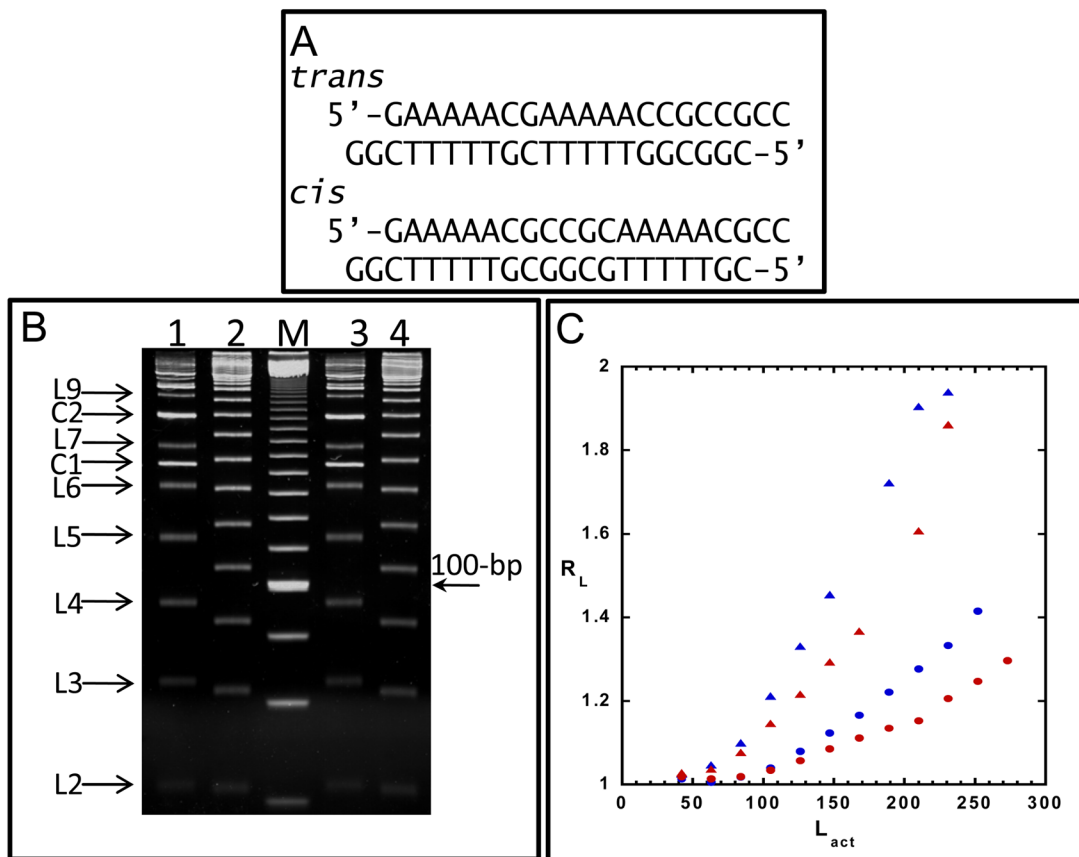 A
trans
5’-GAAAAACGAAAAACCGCCGCC
GGCTTTTTGCTTTTTGGCGGC-5’
cis
5’-GAAAAACGCCGCAAAAACGCC
GGCTTTTTGCGGCGTTTTTGC-5’
B
1 2 M 3 4
L9
C2
L7
C1
L6
L5
100-bp
L4
L3
L2
C
2
1.8
1.6
R_L
1.4
1.2
1
0 50 100 150 200 250 300
L_act